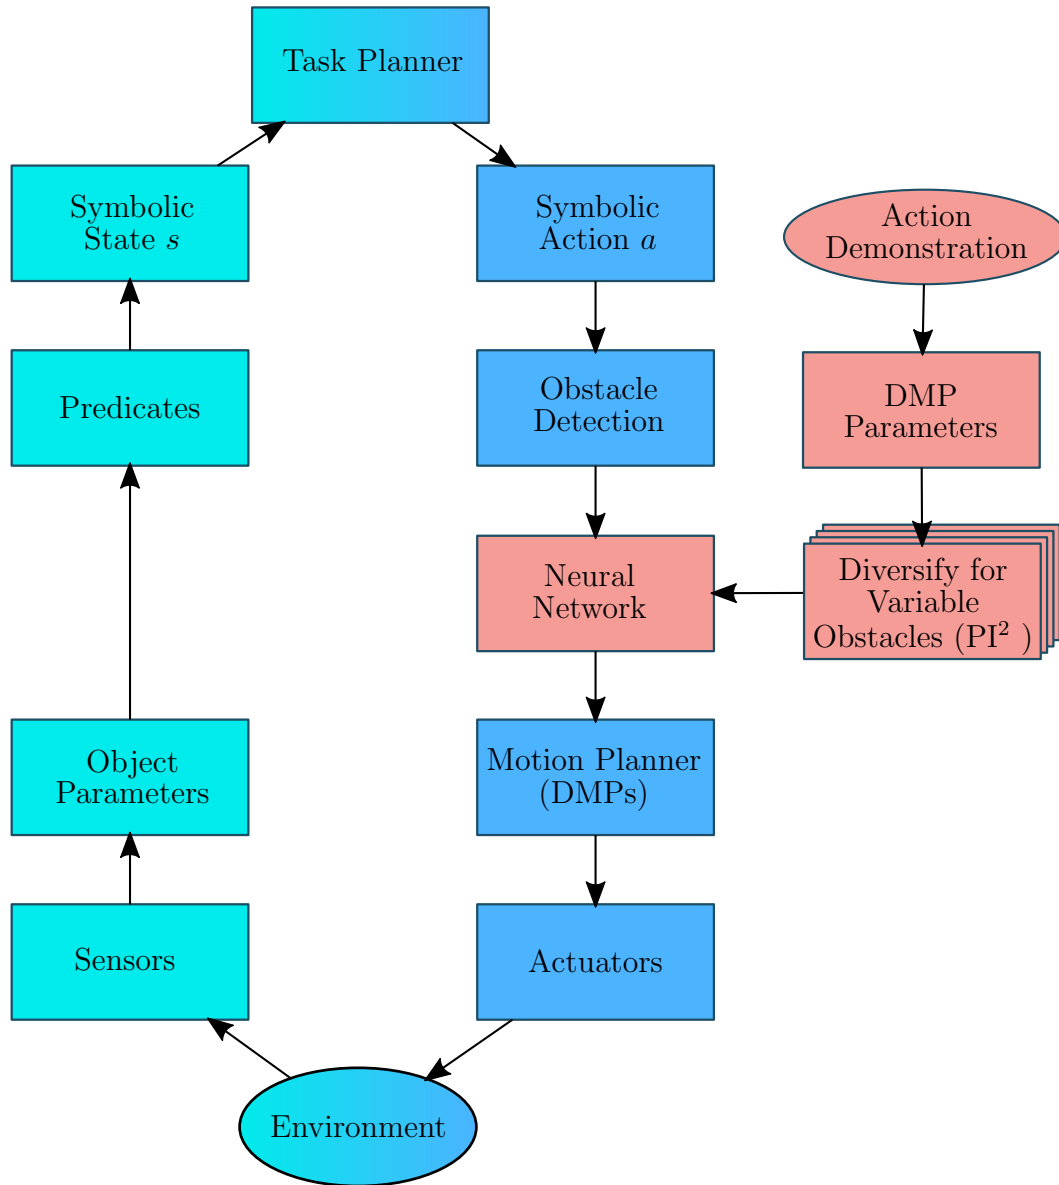 Task Planner
Symbolic
State s
Symbolic
Action a
Action
Demonstration
Predicates
Obstacle
Detection
DMP
Parameters
Neural
Network
Diversify for
Variable
Obstacles (PI² )
Object
Parameters
Motion Planner
(DMPs)
Sensors
Actuators
Environment